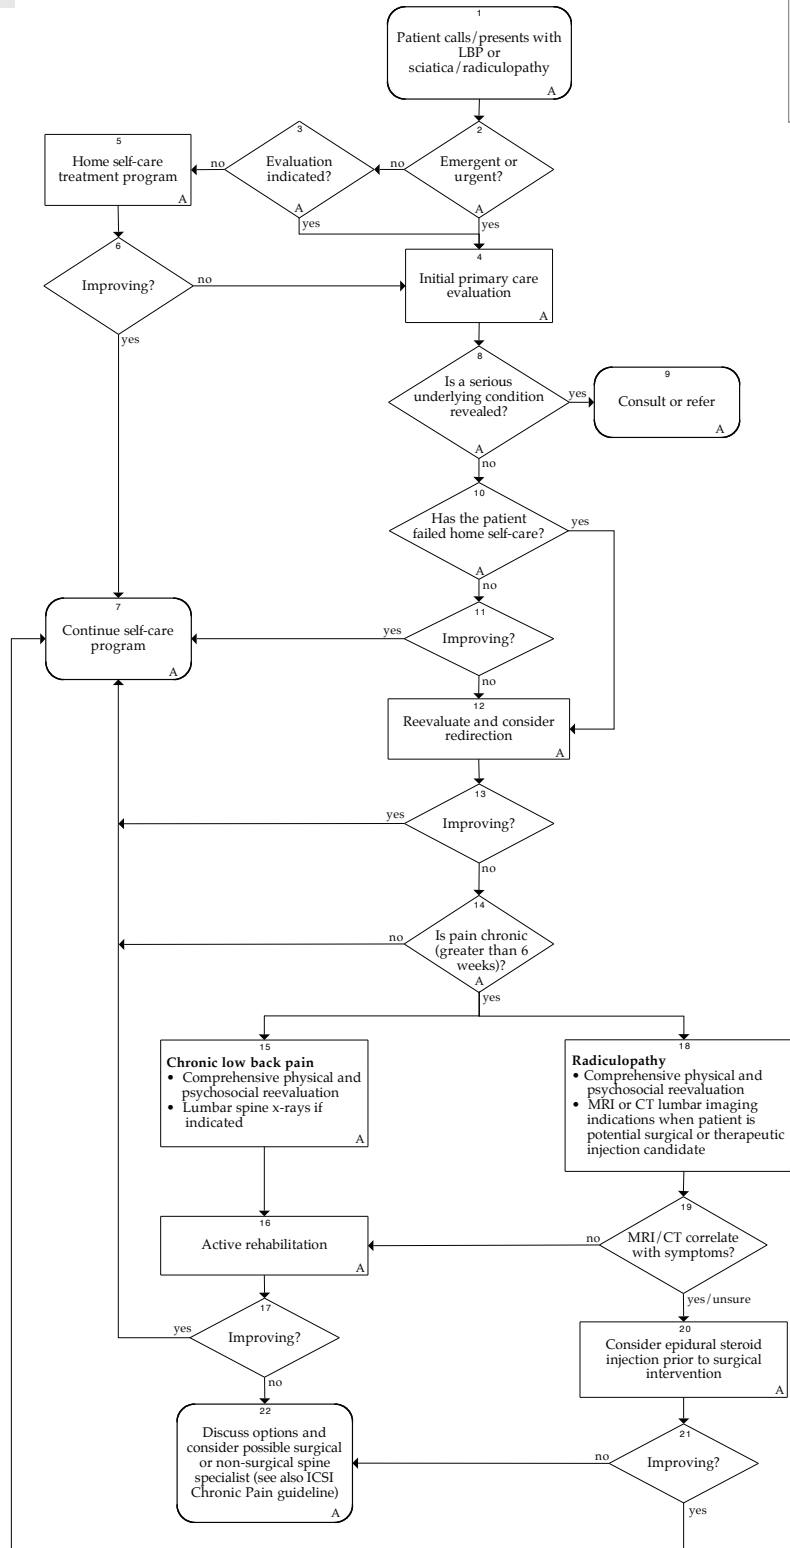 1
Patient calls/presents with
LBP or
sciatica/radiculopathy
A
2
Emergent or
urgent?
A
no
yes
3
Evaluation
indicated?
A
no
yes
5
Home self-care
treatment program
A
6
Improving?
no
yes
4
Initial primary care
evaluation
A
8
Is a serious
underlying condition
revealed?
A
yes
no
9
Consult or refer
A
10
Has the patient
failed home self-care?
A
yes
no
7
Continue self-care
program
A
11
Improving?
yes
no
12
Reevaluate and consider
redirection
A
13
Improving?
yes
no
14
Is pain chronic
(greater than 6
weeks)?
A
no
yes
15
Chronic low back pain
• Comprehensive physical and
psychosocial reevaluation
• Lumbar spine x-rays if
indicated
A
18
Radiculopathy
• Comprehensive physical and
psychosocial reevaluation
• MRI or CT lumbar imaging
indications when patient is
potential surgical or therapeutic
injection candidate
16
Active rehabilitation
A
19
MRI/CT correlate
with symptoms?
no
yes/unsure
17
Improving?
yes
no
20
Consider epidural steroid
injection prior to surgical
intervention
A
22
Discuss options and
consider possible surgical
or non-surgical spine
specialist (see also ICSI
Chronic Pain guideline)
A
21
Improving?
no
yes